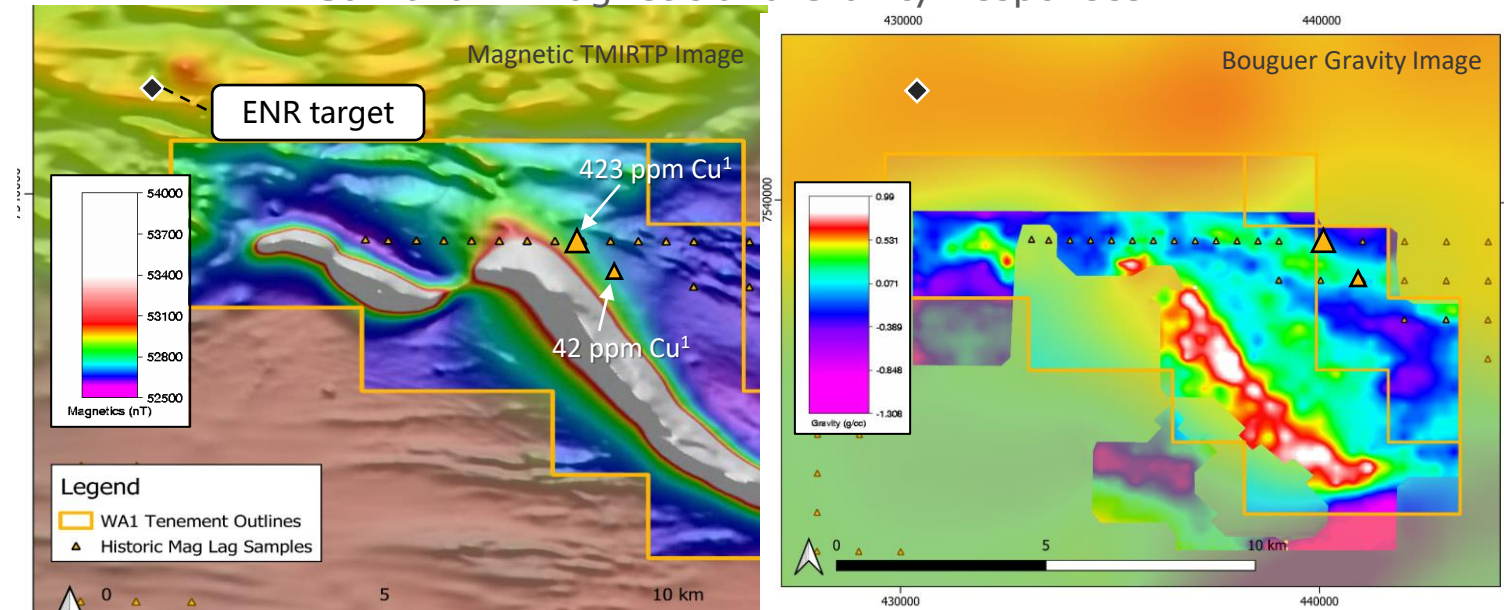 430000
440000
Magnetic TMIRTP Image
Bouguer Gravity Image
ENR target
423 ppm Cu1
54000
53700
53400
53100
52800
52500
Magnetics (nT)
7540000
0.99
0.531
0.071
-0.389
-0.848
-1.308
Gravity (g/cc)
42 ppm Cu1
Legend
WA1 Tenement Outlines
Historic Mag Lag Samples
0
5
10 km
0
5
10 km
430000
440000